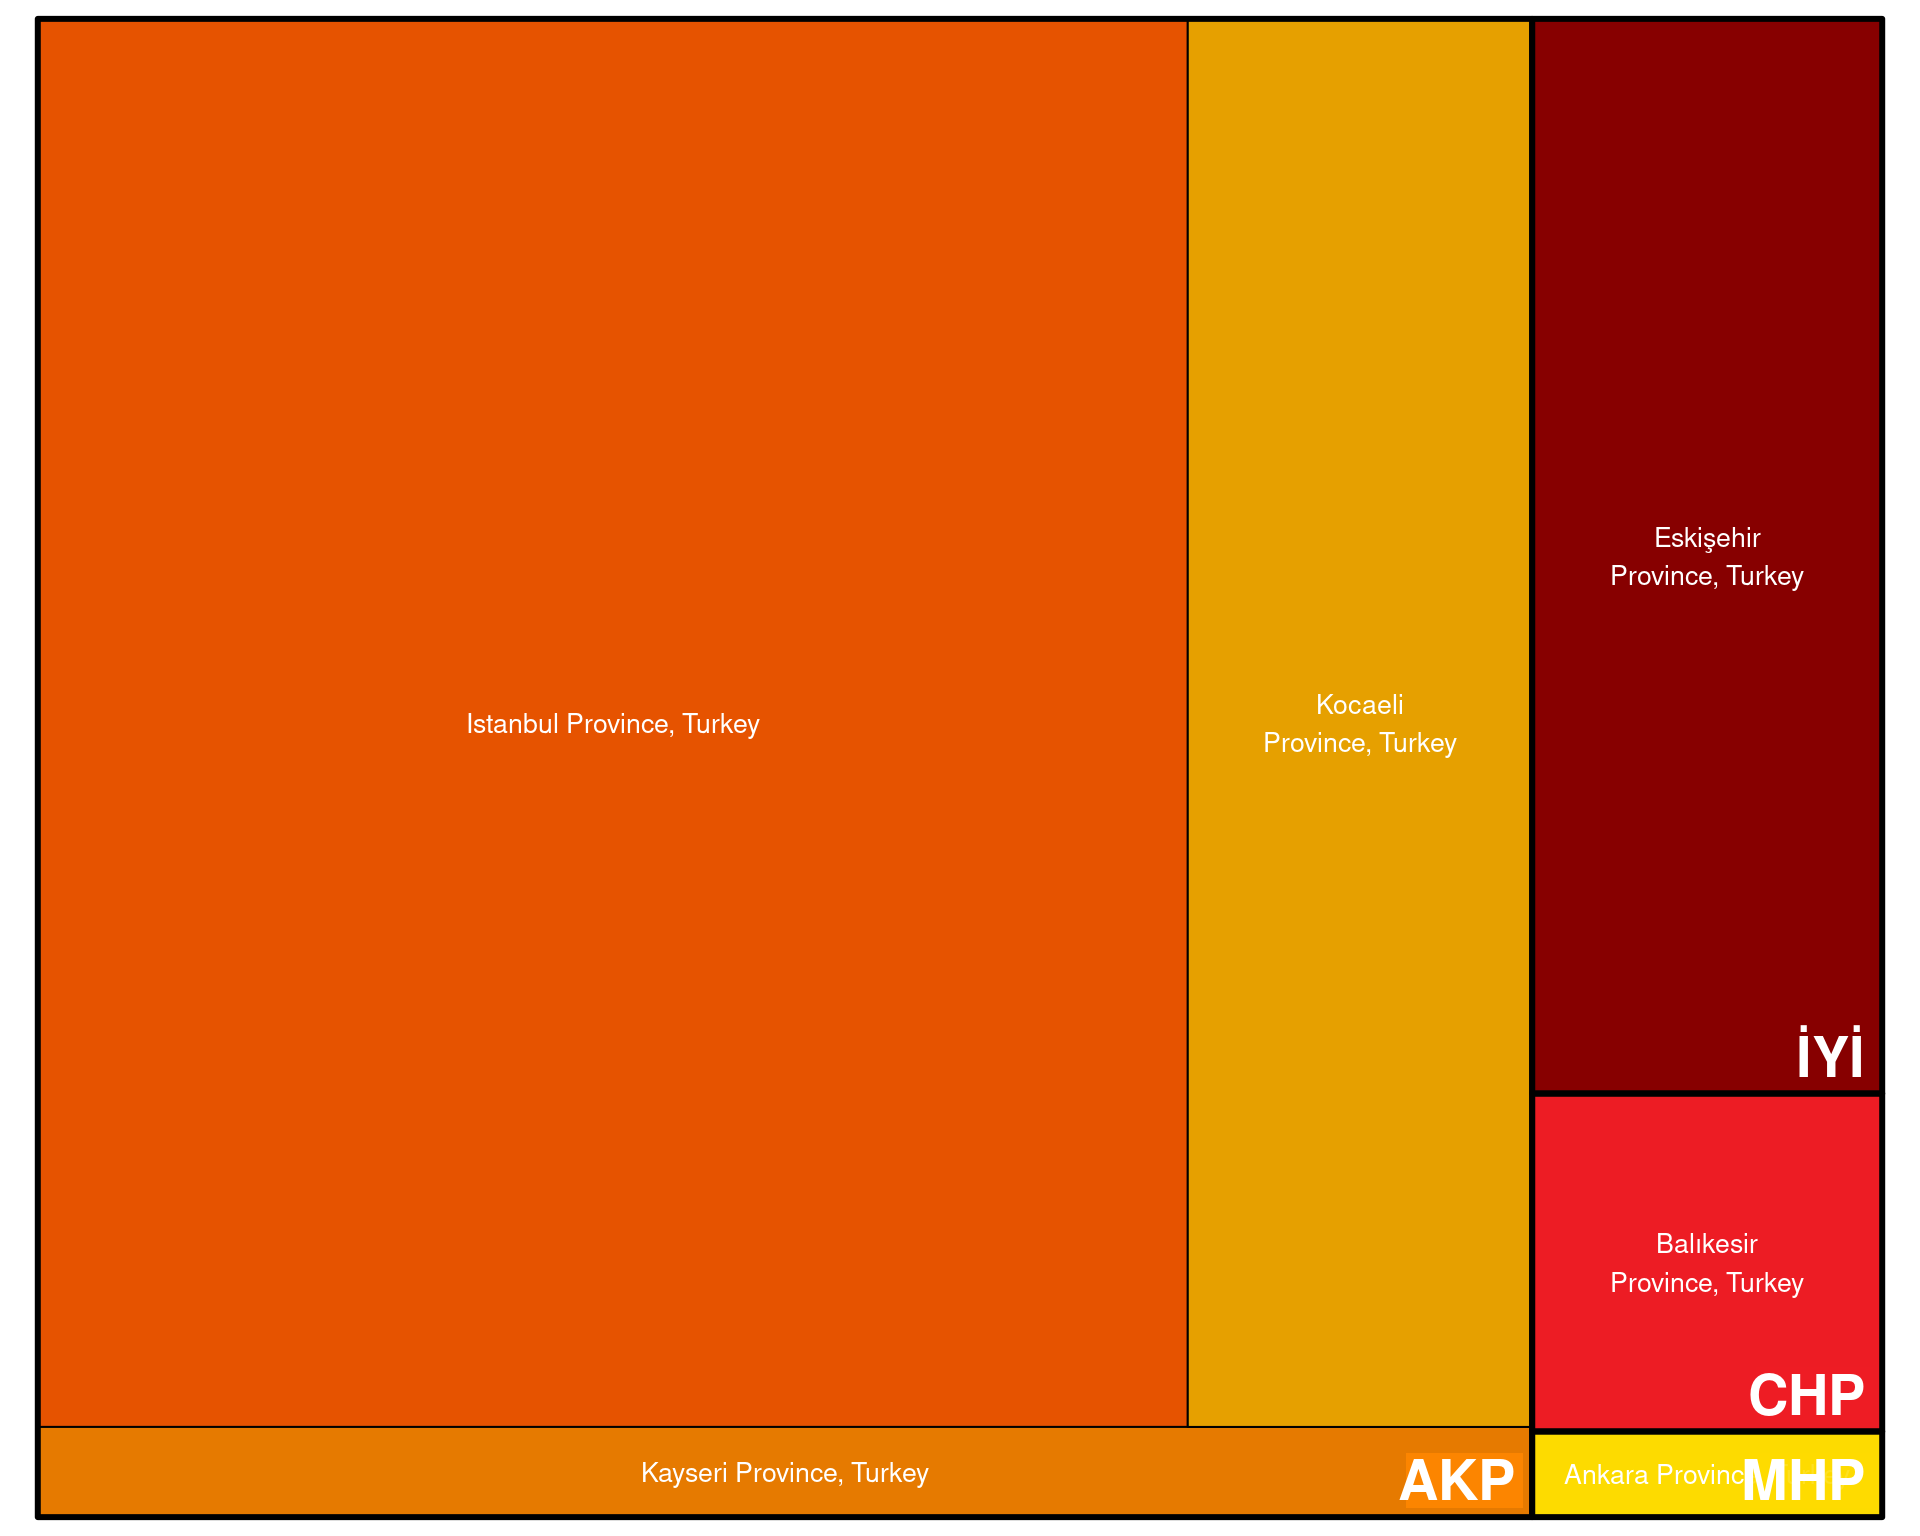 Istanbul Province, Turkey
Kocaeli
Province, Turkey
Kayseri Province, Turkey
AKP
Eskişehir
Province, Turkey
İYİ
Balıkesir
Province, Turkey
CHP
Ankara
MHP